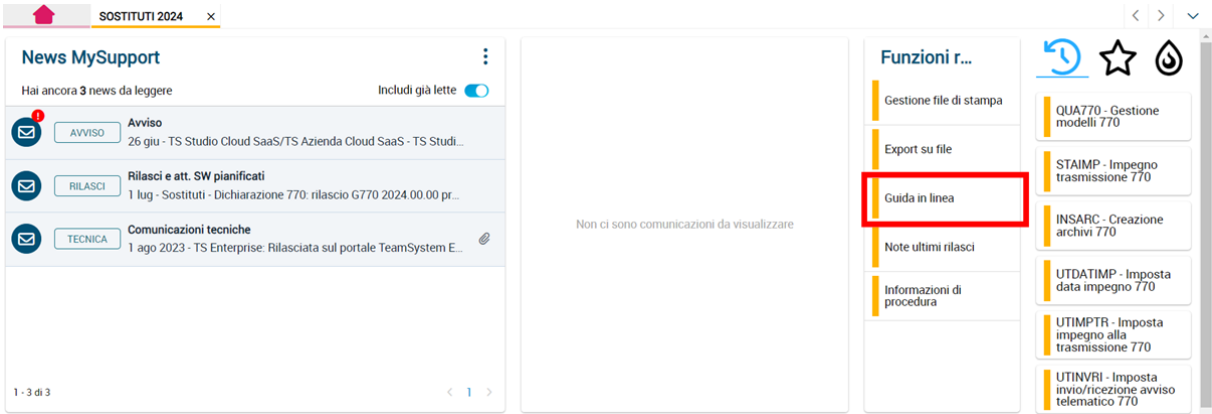 SOSTITUTI 2024
News MySupport
Hai ancora 3 news da leggere
Includi già lette
AVVISO
Avviso
26 giu - TS Studio Cloud SaaS/TS Azienda Cloud SaaS - TS Studi...
RILASCI
Rilasci e att. SW pianificati
1 lug - Sostituti - Dichiarazione 770: rilascio G770 2024.00.00 pr...
TECNICA
Comunicazioni tecniche
1 ago 2023 - TS Enterprise: Rilasciata sul portale TeamSystem E...
1 - 3 di 3
1
Non ci sono comunicazioni da visualizzare
Funzioni r...
Gestione file di stampa
Export su file
Guida in linea
Note ultimi rilasci
Informazioni di
procedura
QUA770 - Gestione
modelli 770
STAIMP - Impegno
trasmissione 770
INSARC - Creazione
archivi 770
UTDATIMP - Imposta
data impegno 770
UTIMPTR - Imposta
impegno alla
trasmissione 770
UTINVRI - Imposta
invio/ricezione avviso
telematico 770